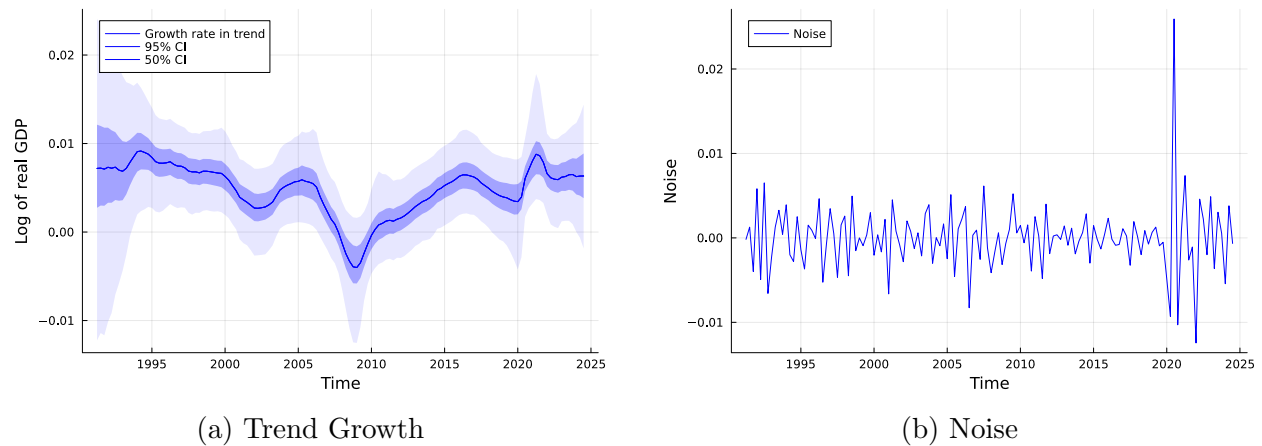 Growth rate in trend
95% CI
50% CI
0.02
0.01
0.00
−0.01
Log of real GDP
1995 2000 2005 2010 2015 2020 2025
Time
(a) Trend Growth
Noise
0.02
0.01
0.00
−0.01
Noise
1995 2000 2005 2010 2015 2020 2025
Time
(b) Noise